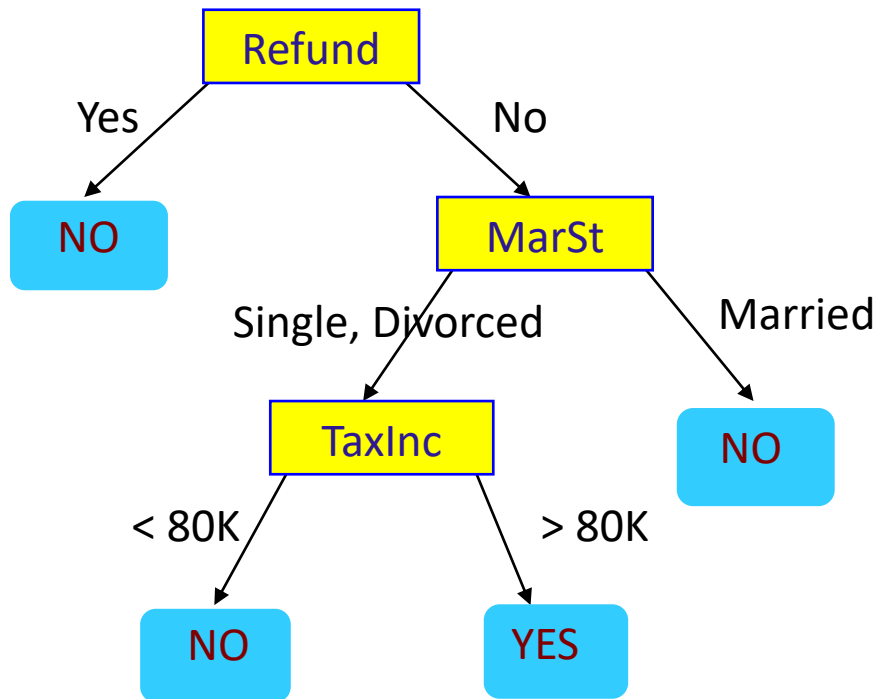 Refund
Yes
No
NO
MarSt
Single, Divorced
Married
TaxInc
NO
< 80K
> 80K
NO
YES